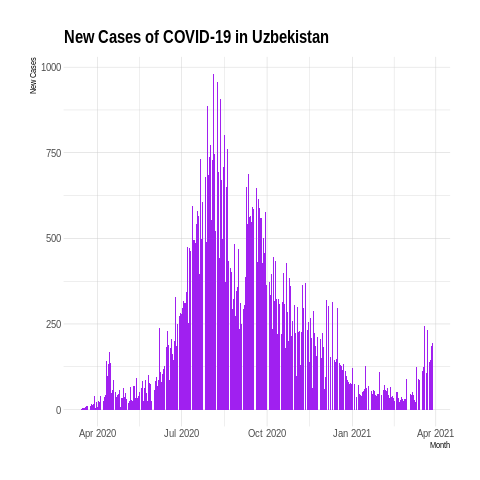 New Cases of COVID-19 in Uzbekistan
New Cases
1000
750
500
250
0
Apr 2020 Jul 2020 Oct 2020 Jan 2021 Apr 2021
Month